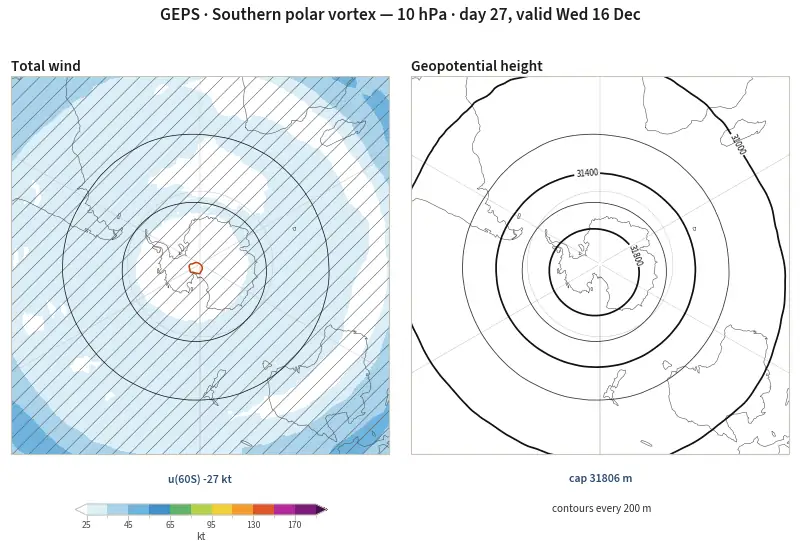 GEPS · Southern polar vortex — 10 hPa · day 27, valid Wed 16 Dec
Total wind
Geopotential height
31000
31400
31800
u(60S) -27 kt
cap 31806 m
contours every 200 m
25 45 65 95 130 170
kt